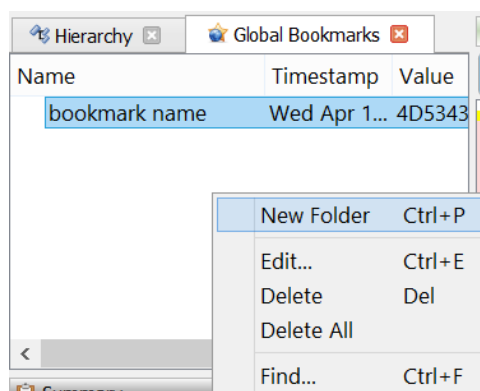 Hierarchy Global Bookmarks
Name Timestamp Value
bookmark name Wed Apr 1... 4D5343
New Folder Ctrl+P
Edit... Ctrl+E
Delete Del
Delete All
Find... Ctrl+F
Summary